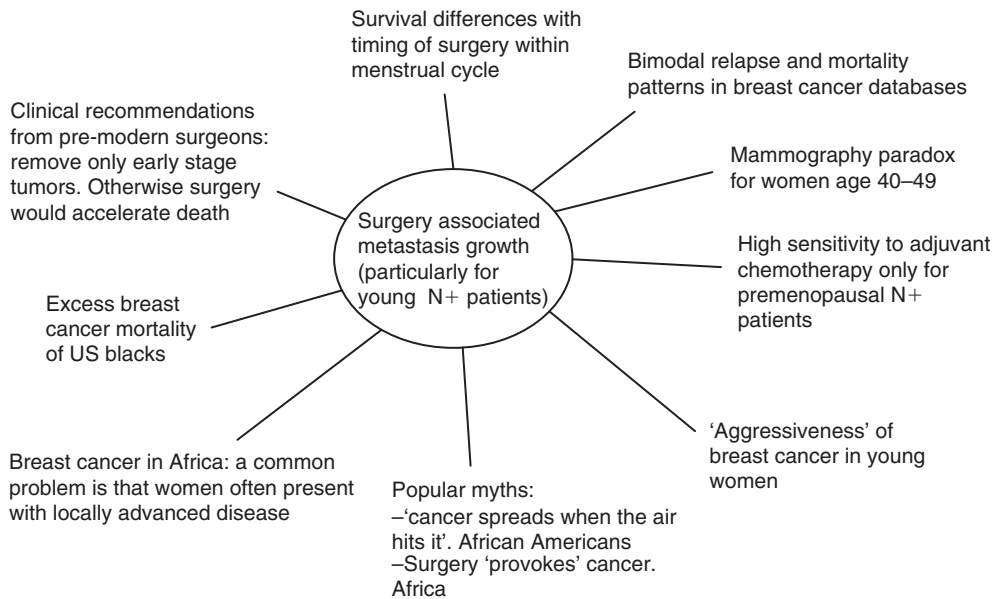 Survival differences with
timing of surgery within
menstrual cycle
Bimodal relapse and mortality
patterns in breast cancer databases
Mammography paradox
for women age 40–49
High sensitivity to adjuvant
chemotherapy only for
premenopausal N+
patients
‘Aggressiveness’ of
breast cancer in young
women
Popular myths:
–‘cancer spreads when the air
hits it’. African Americans
–Surgery ‘provokes’ cancer.
Africa
Breast cancer in Africa: a common
problem is that women often present
with locally advanced disease
Excess breast
cancer mortality
of US blacks
Clinical recommendations
from pre-modern surgeons:
remove only early stage
tumors. Otherwise surgery
would accelerate death
Surgery associated
metastasis growth
(particularly for
young N+ patients)